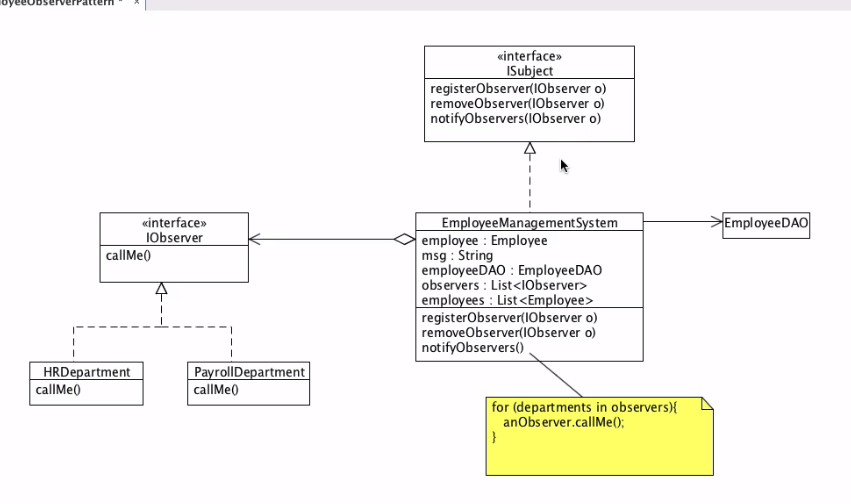 oyeeObserverPattern
«interface»
ISubject
registerObserver(IObserver o)
removeObserver(IObserver o)
notifyObservers(IObserver o)
«interface»
IObserver
callMe()
EmployeeManagementSystem
employee : Employee
msg : String
employeeDAO : EmployeeDAO
observers : List<IObserver>
employees : List<Employee>
registerObserver(IObserver o)
removeObserver(IObserver o)
notifyObservers()
EmployeeDAO
HRDepartment
callMe()
PayrollDepartment
callMe()
for (departments in observers){
anObserver.callMe();
}